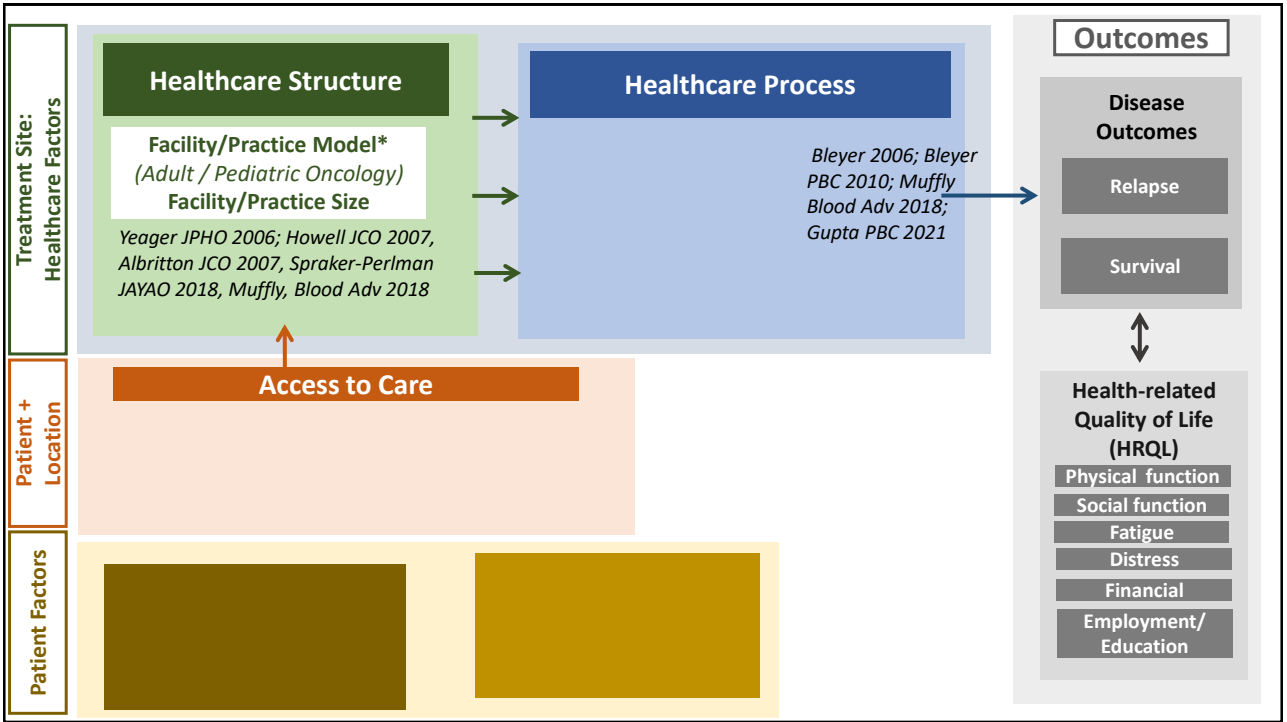 Treatment Site:
Healthcare Factors
Healthcare Structure
Facility/Practice Model*
(Adult / Pediatric Oncology)
Facility/Practice Size
Yeager JPHO 2006; Howell JCO 2007,
Albritton JCO 2007, Spraker-Perlman
JAYAO 2018, Muffly, Blood Adv 2018
Healthcare Process
Bleyer 2006; Bleyer
PBC 2010; Muffly
Blood Adv 2018;
Gupta PBC 2021
Patient +
Location
Access to Care
Patient Factors
Outcomes
Disease
Outcomes
Relapse
Survival
Health-related
Quality of Life
(HRQL)
Physical function
Social function
Fatigue
Distress
Financial
Employment/
Education